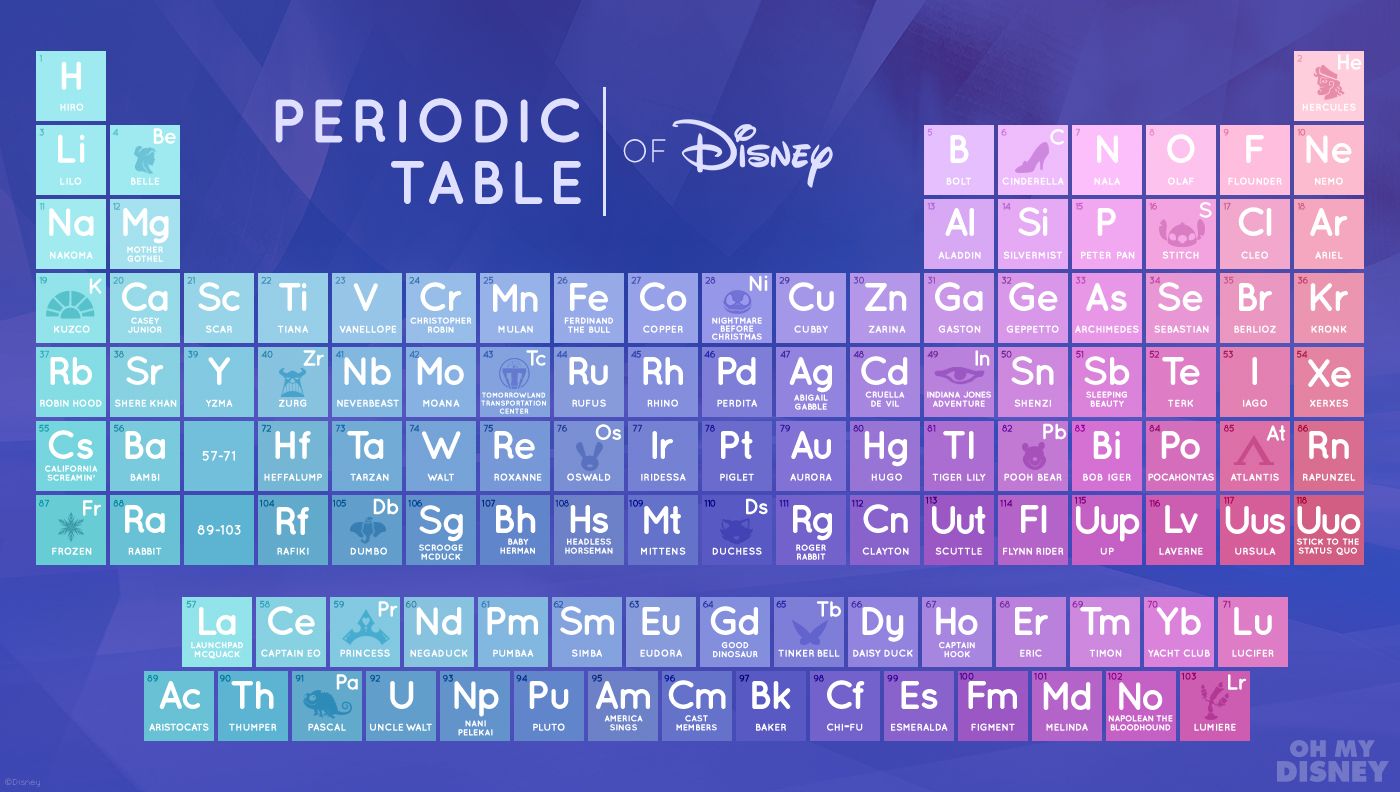 PERIODIC
TABLE
OF Disney
1 H HIRO
2 He HERCULES
3 Li LILO
4 Be BELLE
5 B BOLT
6 C CINDERELLA
7 N NALA
8 O OLAF
9 F FLOUNDER
10 Ne NEMO
11 Na NAKOMA
12 Mg MOTHER GOTHEL
13 Al ALADDIN
14 Si SILVERMIST
15 P PETER PAN
16 S STITCH
17 Cl CLEO
18 Ar ARIEL
19 K KUZCO
20 Ca CASEY JUNIOR
21 Sc SCAR
22 Ti TIANA
23 V VANELLOPE
24 Cr CHRISTOPHER ROBIN
25 Mn MULAN
26 Fe FERDINAND THE BULL
27 Co COPPER
28 Ni NIGHTMARE BEFORE CHRISTMAS
29 Cu CUBBY
30 Zn ZARINA
31 Ga GASTON
32 Ge GEPPETTO
33 As ARCHIMEDES
34 Se SEBASTIAN
35 Br BERLIOZ
36 Kr KRONK
37 Rb ROBIN HOOD
38 Sr SHERE KHAN
39 Y YZMA
40 Zr ZURG
41 Nb NEVERBEAST
42 Mo MOANA
43 Tc TOMORROWLAND TRANSPORTATION CENTER
44 Ru RUFUS
45 Rh RHINO
46 Pd PERDITA
47 Ag ABIGAIL GABBLE
48 Cd CRUELLA DE VIL
49 In INDIANA JONES ADVENTURE
50 Sn SHENZI
51 Sb SLEEPING BEAUTY
52 Te TERK
53 I IAGO
54 Xe XERXES
55 Cs CALIFORNIA SCREAMIN'
56 Ba BAMBI
57-71
72 Hf HEFFALUMP
73 Ta TARZAN
74 W WALT
75 Re ROXANNE
76 Os OSWALD
77 Ir IRIDESSA
78 Pt PIGLET
79 Au AURORA
80 Hg HUGO
81 Tl TIGER LILY
82 Pb POOH BEAR
83 Bi BOB IGER
84 Po POCAHONTAS
85 At ATLANTIS
86 Rn RAPUNZEL
87 Fr FROZEN
88 Ra RABBIT
89-103
104 Rf RAFIKI
105 Db DUMBO
106 Sg SCROOGE MCDUCK
107 Bh BABY HERMAN
108 Hs HEADLESS HORSEMAN
109 Mt MITTENS
110 Ds DUCHESS
111 Rg ROGER RABBIT
112 Cn CLAYTON
113 Uut SCUTTLE
114 Fl FLYNN RIDER
115 Uup UP
116 Lv LAVERNE
117 Uus URSULA
118 Uuo STICK TO THE STATUS QUO
57 La LAUNCHPAD MCQUACK
58 Ce CAPTAIN EO
59 Pr PRINCESS
60 Nd NEGADUCK
61 Pm PUMBAA
62 Sm SIMBA
63 Eu EUDORA
64 Gd GOOD DINOSAUR
65 Tb TINKER BELL
66 Dy DAISY DUCK
67 Ho CAPTAIN HOOK
68 Er ERIC
69 Tm TIMON
70 Yb YACHT CLUB
71 Lu LUCIFER
89 Ac ARISTOCATS
90 Th THUMPER
91 Pa PASCAL
92 U UNCLE WALT
93 Np NANI PELEKAI
94 Pu PLUTO
95 Am AMERICA SINGS
96 Cm CAST MEMBERS
97 Bk BAKER
98 Cf CHI-FU
99 Es ESMERALDA
100 Fm FIGMENT
101 Md MELINDA
102 No NAPOLEAN THE BLOODHOUND
103 Lr LUMIERE
OH MY
DISNEY
©Disney